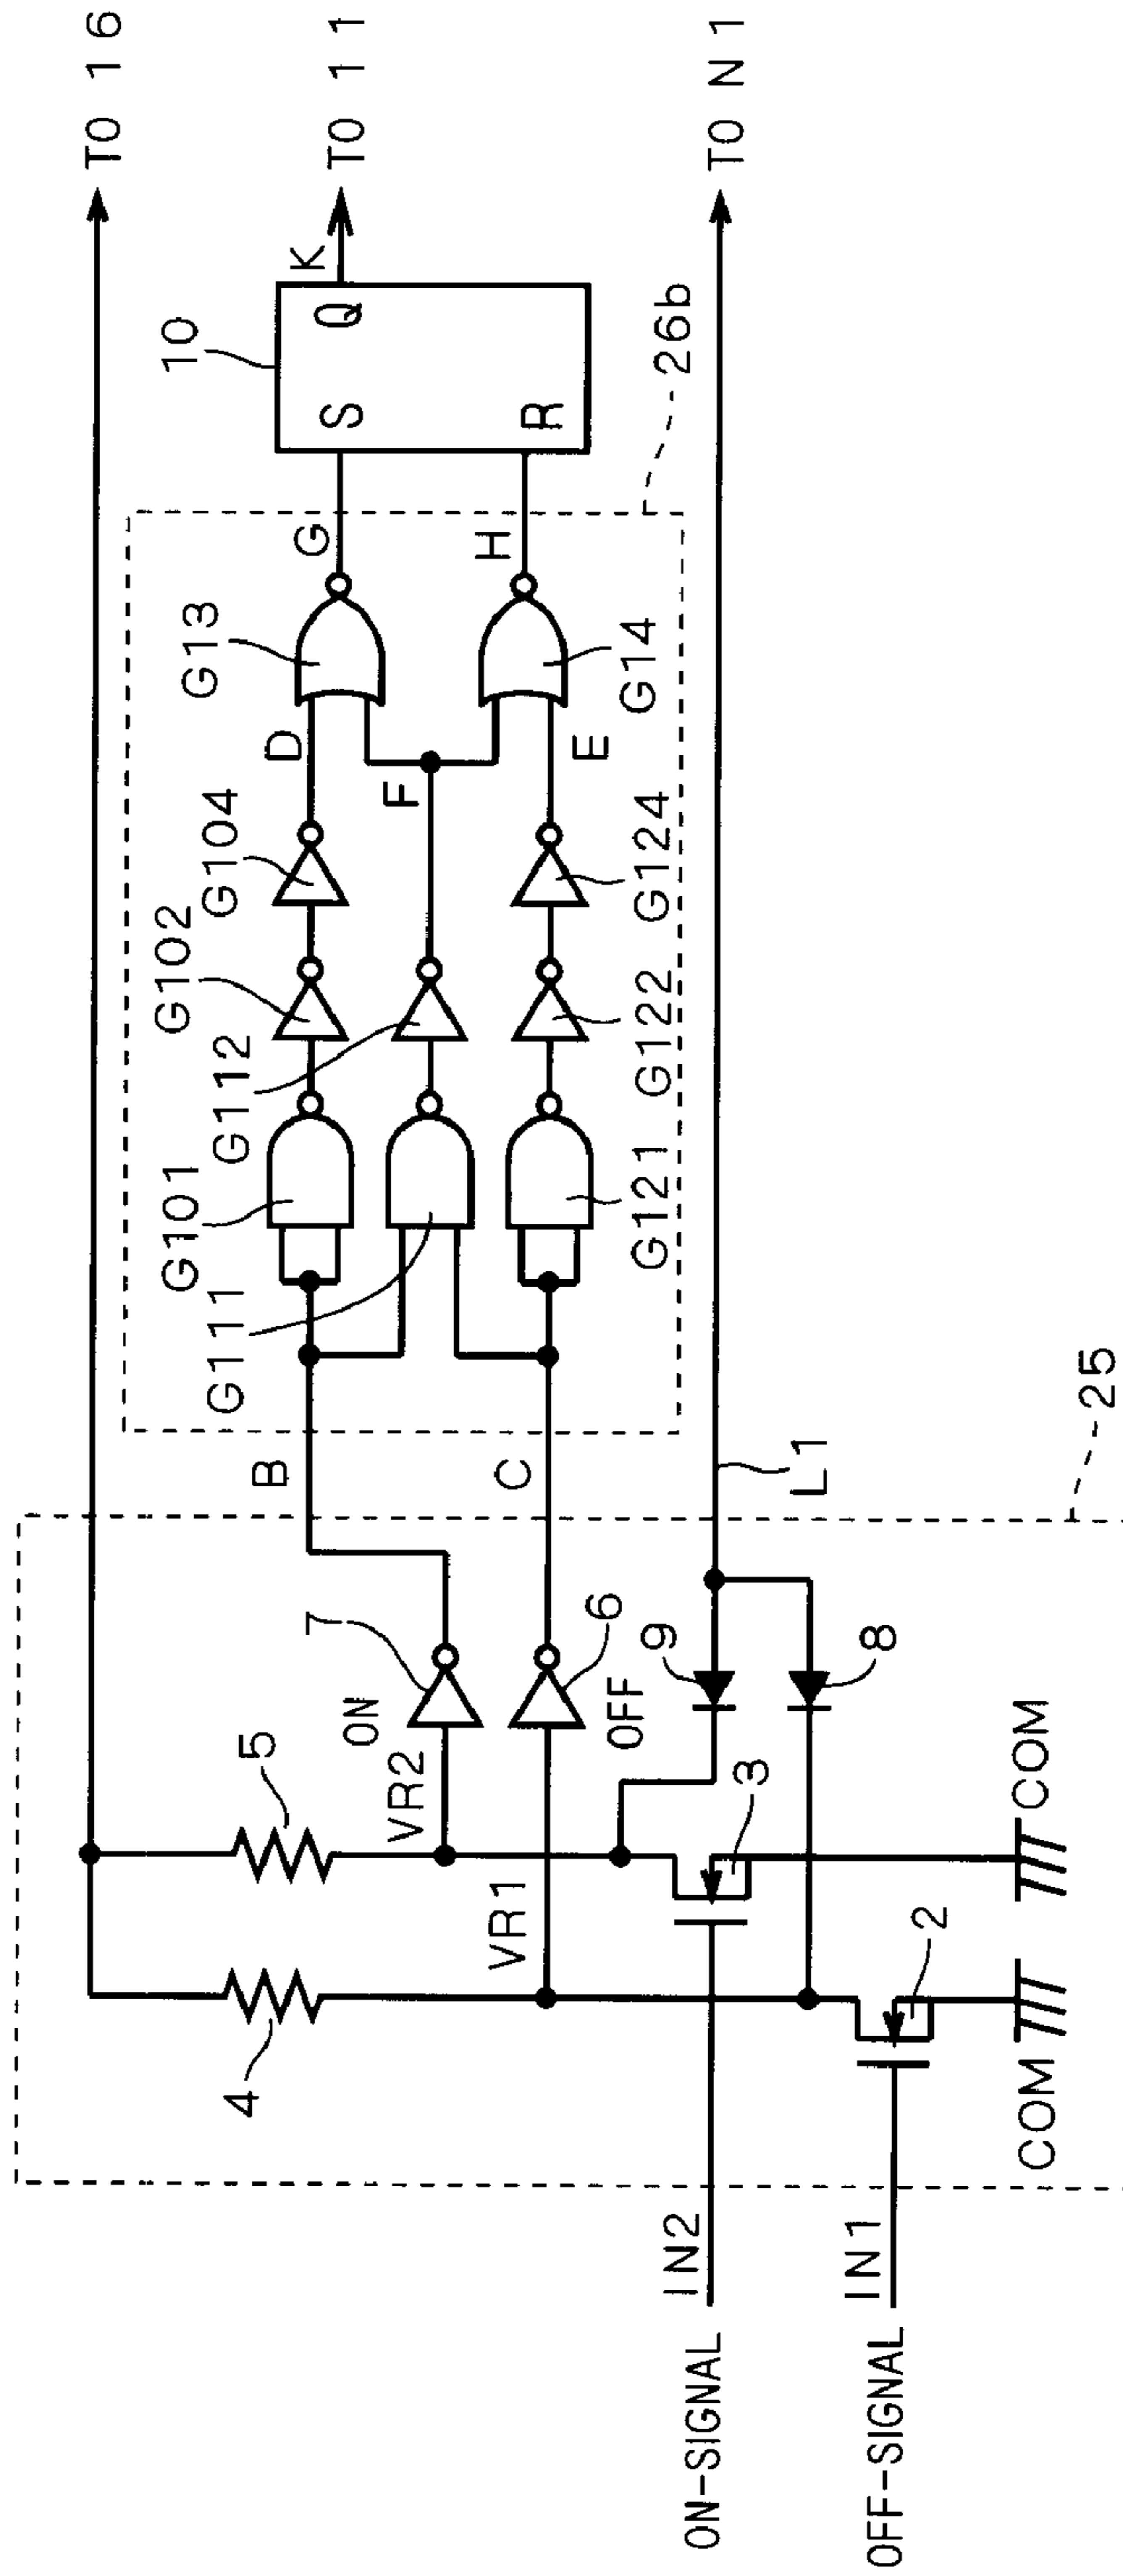 TO 16
TO 11
TO N1
K
10
S
Q
R
26b
G
H
G13
G14
D
F
E
G104
G102
G112
G124
G122
G101
G111
G121
B
C
L1
25
7
ON
VR2
6
OFF
9
8
5
4
VR1
3
2
COM
COM
IN2
IN1
ON-SIGNAL
OFF-SIGNAL